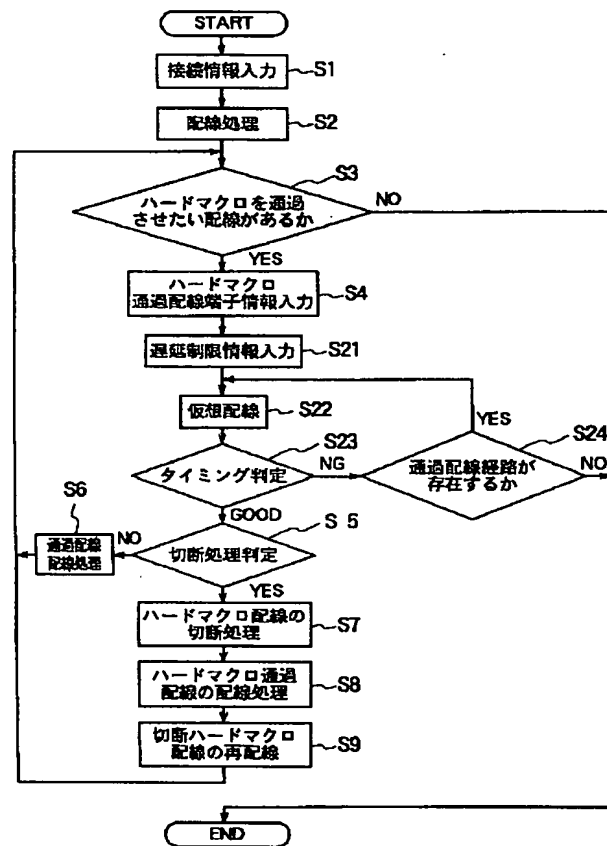 START
接続情報入力
S1
配線処理
S2
S3
ハードマクロを通過
させたい配線があるか
NO
YES
ハードマクロ
通過配線端子情報入力
S4
遅延制限情報入力
S21
仮想配線
S22
YES
S23
S24
タイミング判定
NG
通過配線経路が
存在するか
NO
GOOD
S 5
S6
通過配線
配線処理
NO
切断処理判定
YES
ハードマクロ配線の
切断処理
S7
ハードマクロ通過
配線の配線処理
S8
切断ハードマクロ
配線の再配線
S9
END